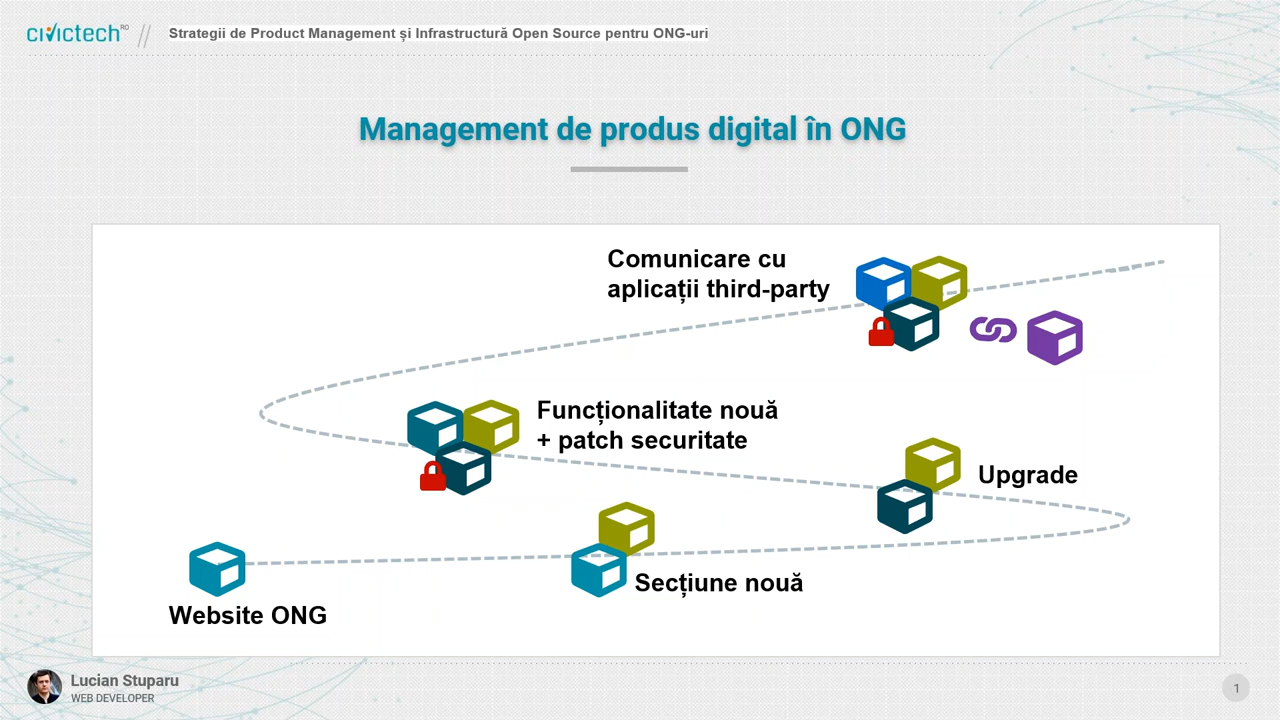 civictech RO
Strategii de Product Management și Infrastructură Open Source pentru ONG-uri
Management de produs digital în ONG
Comunicare cu
aplicații third-party
Funcționalitate nouă
+ patch securitate
Upgrade
Secțiune nouă
Website ONG
Lucian Stuparu
WEB DEVELOPER
1